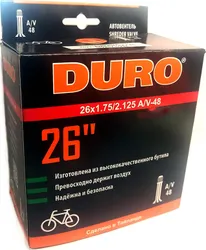 АВТОВЕНТИЛЬ
SHREDER VALVE
A/V
48
DURO
26x1.75/2.125 A/V-48
26"
Изготовлена из высококачественного бутила
Превосходно держит воздух
Надёжна и безопасна
A/V
48
Сделано в Таиланде